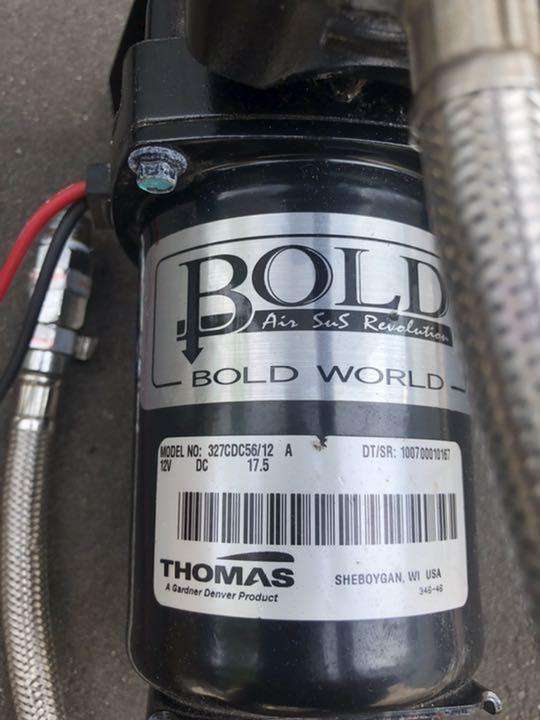 BOLD
Air SuS Revolution
BOLD WORLD
MODEL NO: 327CDC56/12 A DT/SR: 100700010167
12V DC 17.5
THOMAS
A Gardner Denver Product
SHEBOYGAN, WI USA
346-46